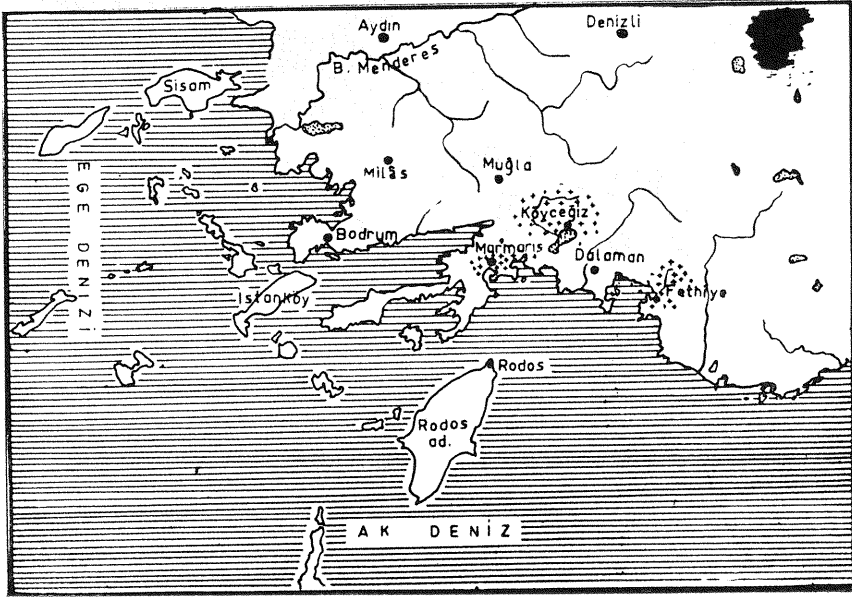 Aydın
Denizli
B. Menderes
Sisam
Milâs
Muğla
EGE DENİZİ
Köyceğiz
Bodrum
Marmaris
Dalaman
İstanköy
Fethiye
Rodos
Rodos
ad.
AK DENİZ